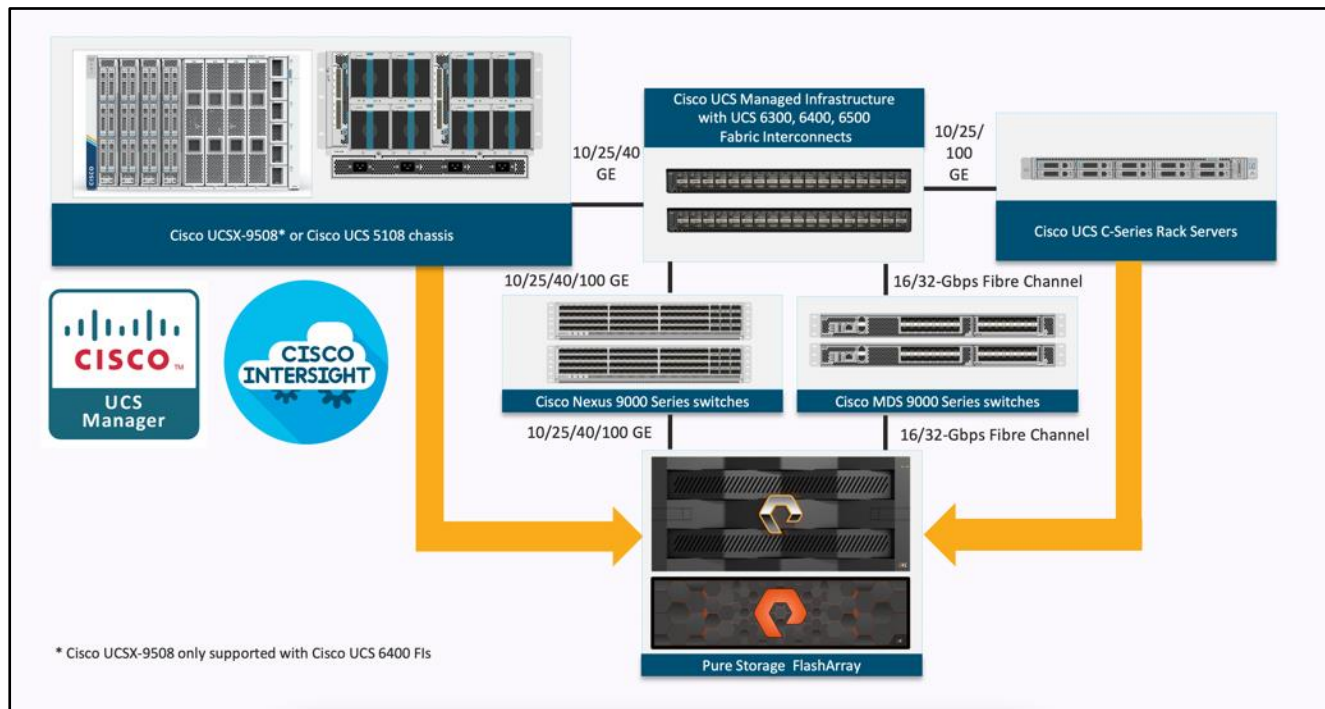 Cisco UCS Managed Infrastructure
with UCS 6300, 6400, 6500
Fabric Interconnects
10/25/40
GE
10/25/
100
GE
CISCO
Cisco UCSX-9508* or Cisco UCS 5108 chassis
Cisco UCS C-Series Rack Servers
10/25/40/100 GE
16/32-Gbps Fibre Channel
CISCO™
UCS
Manager
CISCO
INTERSIGHT
Cisco Nexus 9000 Series switches
Cisco MDS 9000 Series switches
10/25/40/100 GE
16/32-Gbps Fibre Channel
* Cisco UCSX-9508 only supported with Cisco UCS 6400 FIs
Pure Storage FlashArray